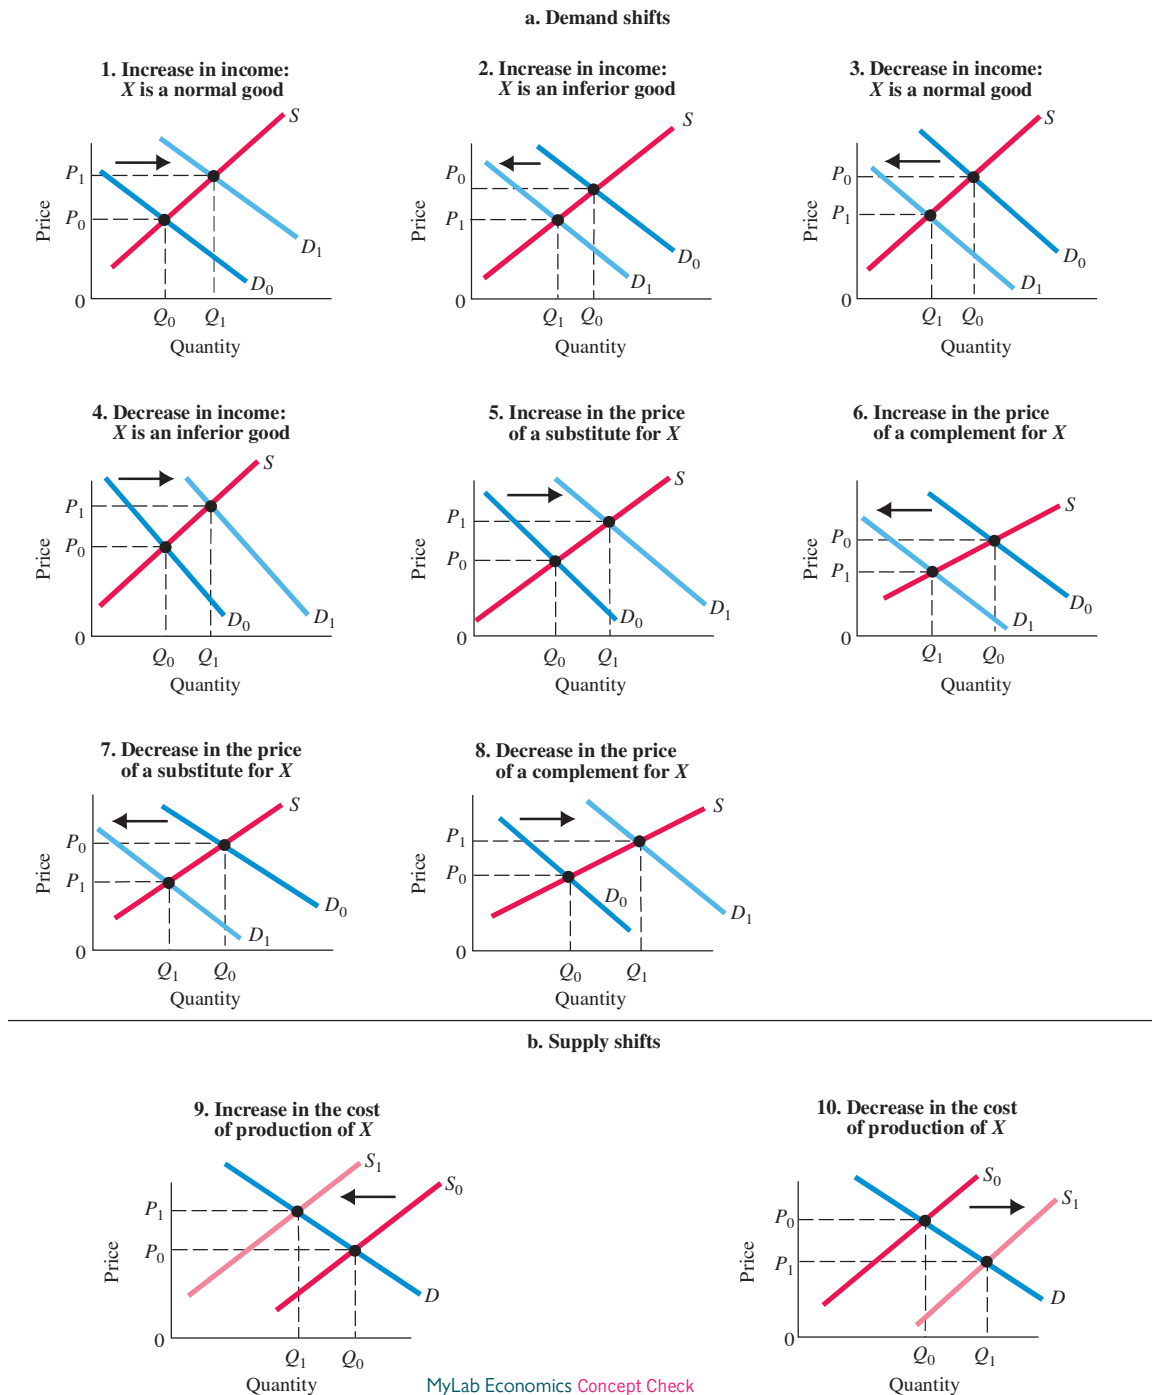 a. Demand shifts
1. Increase in income:
X is a normal good
2. Increase in income:
X is an inferior good
3. Decrease in income:
X is a normal good
S
P₁
P₀
Price
D₁
D₀
0
Q₀ Q₁
Quantity
S
P₀
P₁
Price
D₀
D₁
0
Q₁ Q₀
Quantity
S
P₀
P₁
Price
D₀
D₁
0
Q₁ Q₀
Quantity
4. Decrease in income:
X is an inferior good
5. Increase in the price
of a substitute for X
6. Increase in the price
of a complement for X
S
P₁
P₀
Price
D₀
D₁
0
Q₀ Q₁
Quantity
S
P₁
P₀
Price
D₀
D₁
0
Q₀ Q₁
Quantity
S
P₀
P₁
Price
D₀
D₁
0
Q₁ Q₀
Quantity
7. Decrease in the price
of a substitute for X
8. Decrease in the price
of a complement for X
S
P₀
P₁
Price
D₀
D₁
0
Q₁ Q₀
Quantity
S
P₁
P₀
Price
D₀
D₁
0
Q₀ Q₁
Quantity
b. Supply shifts
9. Increase in the cost
of production of X
10. Decrease in the cost
of production of X
S₁
S₀
P₁
P₀
Price
D
0
Q₁ Q₀
Quantity
S₀
S₁
P₀
P₁
Price
D
0
Q₀ Q₁
Quantity
MyLab Economics Concept Check